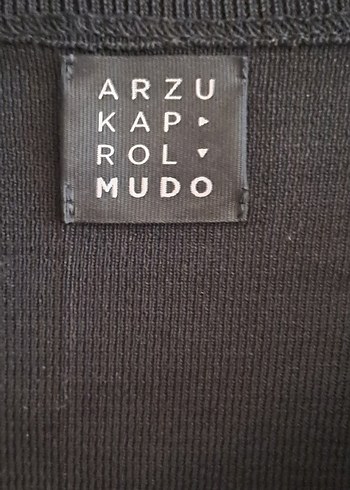 ARZU
KAP ▸
ROL ▾
MUDO